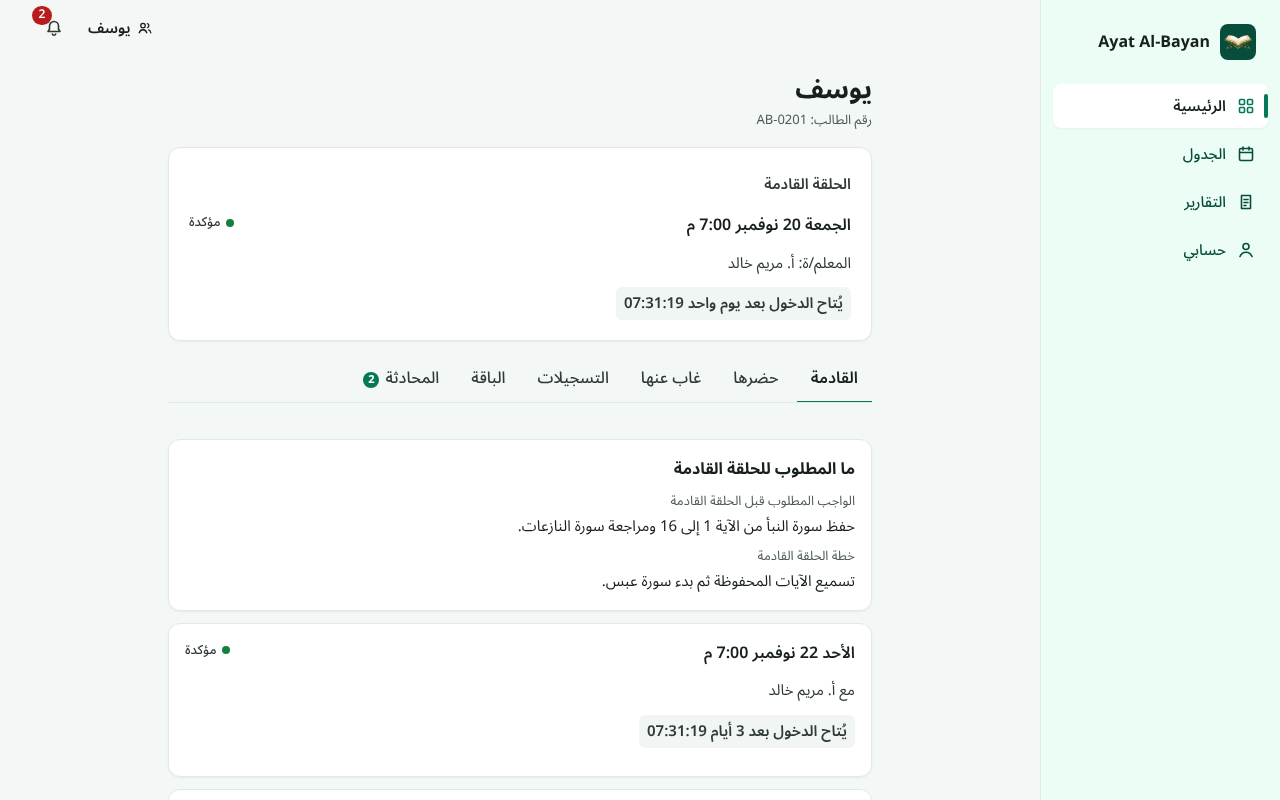 Ayat Al-Bayan
الرئيسية
الجدول
التقارير
حسابي
يوسف
2
يوسف
رقم الطالب: AB-0201
الحلقة القادمة
الجمعة 20 نوفمبر 7:00 م
مؤكدة
المعلم/ة: أ. مريم خالد
يُتاح الدخول بعد يوم واحد 07:31:19
القادمة
حضرها
غاب عنها
التسجيلات
الباقة
المحادثة 2
ما المطلوب للحلقة القادمة
الواجب المطلوب قبل الحلقة القادمة
حفظ سورة النبأ من الآية 1 إلى 16 ومراجعة سورة النازعات.
خطة الحلقة القادمة
تسميع الآيات المحفوظة ثم بدء سورة عبس.
الأحد 22 نوفمبر 7:00 م
مؤكدة
مع أ. مريم خالد
يُتاح الدخول بعد 3 أيام 07:31:19